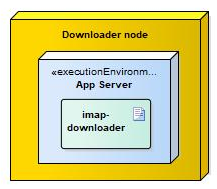 Downloader node
«executionEnvironm...
App Server
imap-
downloader